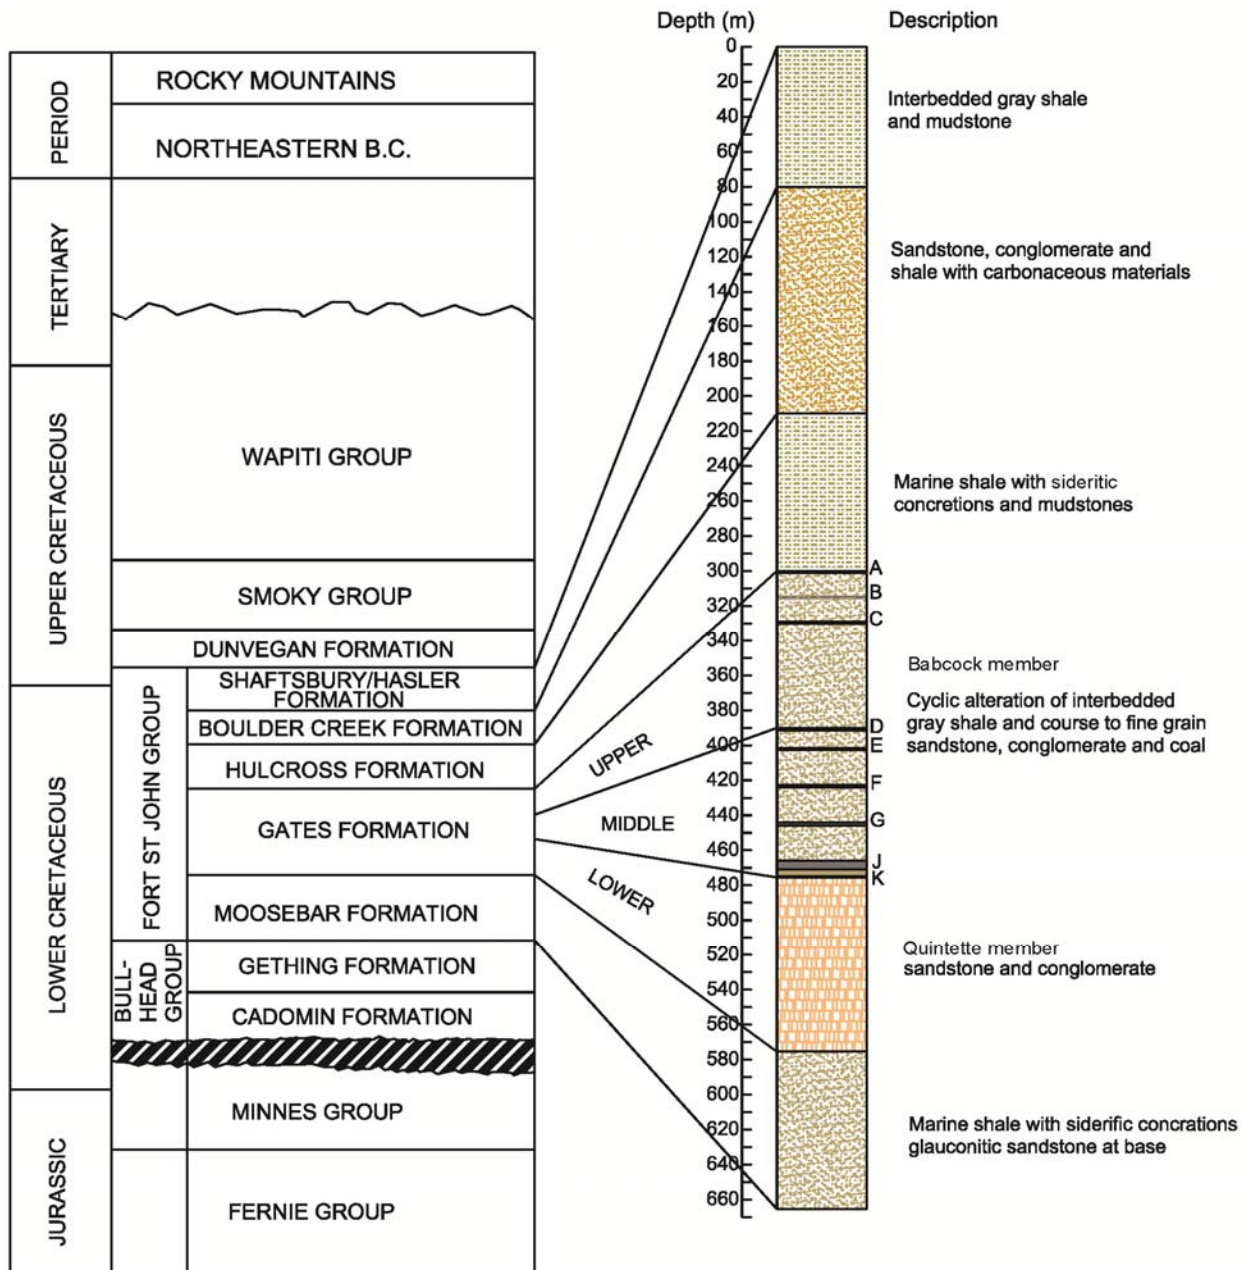 Depth (m)
Description
PERIOD
ROCKY MOUNTAINS
NORTHEASTERN B.C.
TERTIARY
UPPER CRETACEOUS
WAPITI GROUP
SMOKY GROUP
DUNVEGAN FORMATION
LOWER CRETACEOUS
FORT ST JOHN GROUP
SHAFTSBURY/HASLER
FORMATION
BOULDER CREEK FORMATION
HULCROSS FORMATION
GATES FORMATION
MOOSEBAR FORMATION
BULL-
HEAD
GROUP
GETHING FORMATION
CADOMIN FORMATION
JURASSIC
MINNES GROUP
FERNIE GROUP
UPPER
MIDDLE
LOWER
0
20
40
60
80
100
120
140
160
180
200
220
240
260
280
300
320
340
360
380
400
420
440
460
480
500
520
540
560
580
600
620
640
660
A
B
C
D
E
F
G
J
K
Interbedded gray shale
and mudstone
Sandstone, conglomerate and
shale with carbonaceous materials
Marine shale with sideritic
concretions and mudstones
Babcock member
Cyclic alteration of interbedded
gray shale and course to fine grain
sandstone, conglomerate and coal
Quintette member
sandstone and conglomerate
Marine shale with siderific concrations
glauconitic sandstone at base